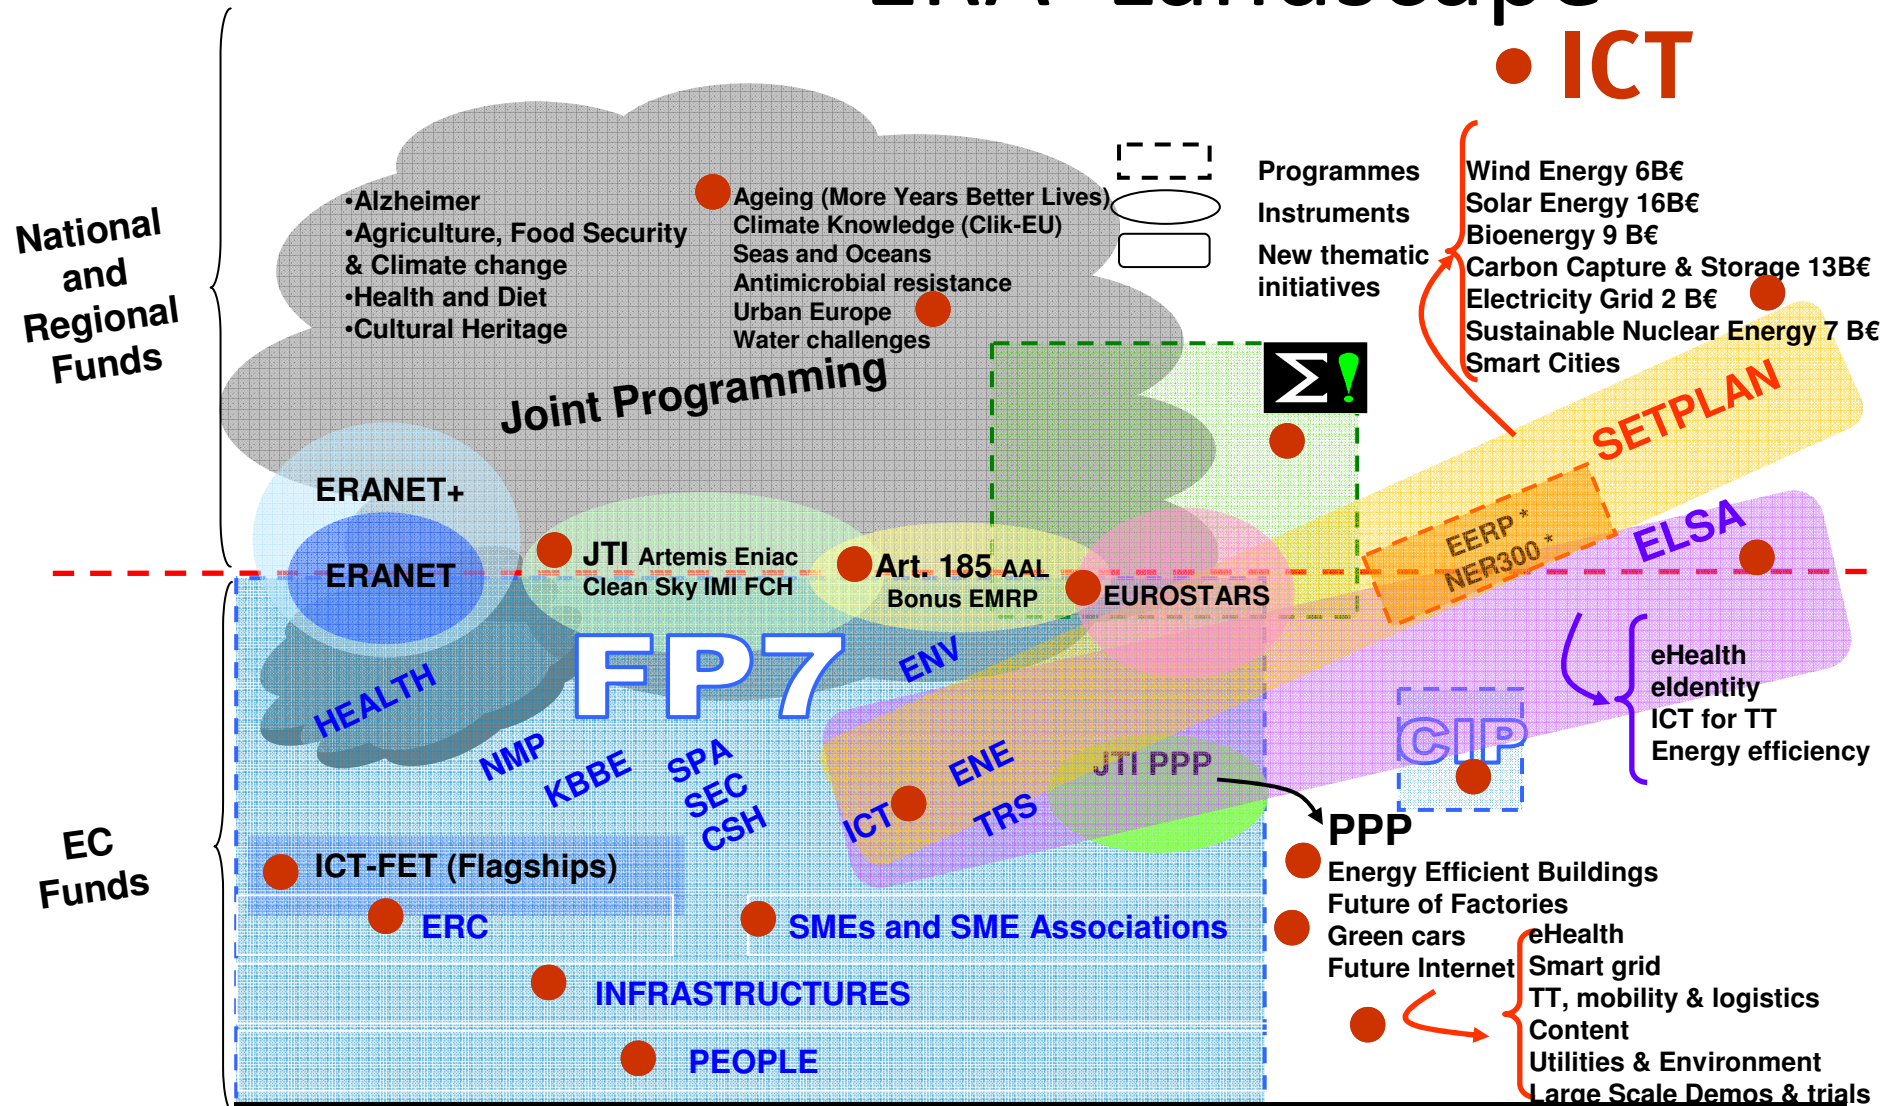 ERA Landscape
• ICT
National
and
Regional
Funds
•Alzheimer
•Agriculture, Food Security
& Climate change
•Health and Diet
•Cultural Heritage
Ageing (More Years Better Lives)
Climate Knowledge (Clik-EU)
Seas and Oceans
Antimicrobial resistance
Urban Europe
Water challenges
Joint Programming
Programmes
Instruments
New thematic
initiatives
Wind Energy 6B€
Solar Energy 16B€
Bioenergy 9 B€
Carbon Capture & Storage 13B€
Electricity Grid 2 B€
Sustainable Nuclear Energy 7 B€
Smart Cities
Σ!
SETPLAN
EERP *
NER300 *
ELSA
ERANET+
ERANET
JTI Artemis Eniac
Clean Sky IMI FCH
Art. 185 AAL
Bonus EMRP
EUROSTARS
FP7
HEALTH
NMP
KBBE
SPA
SEC
CSH
ENV
ENE
ICT
TRS
JTI PPP
CIP
eHealth
eIdentity
ICT for TT
Energy efficiency
EC
Funds
ICT-FET (Flagships)
ERC
SMEs and SME Associations
INFRASTRUCTURES
PEOPLE
PPP
Energy Efficient Buildings
Future of Factories
Green cars
Future Internet
eHealth
Smart grid
TT, mobility & logistics
Content
Utilities & Environment
Large Scale Demos & trials